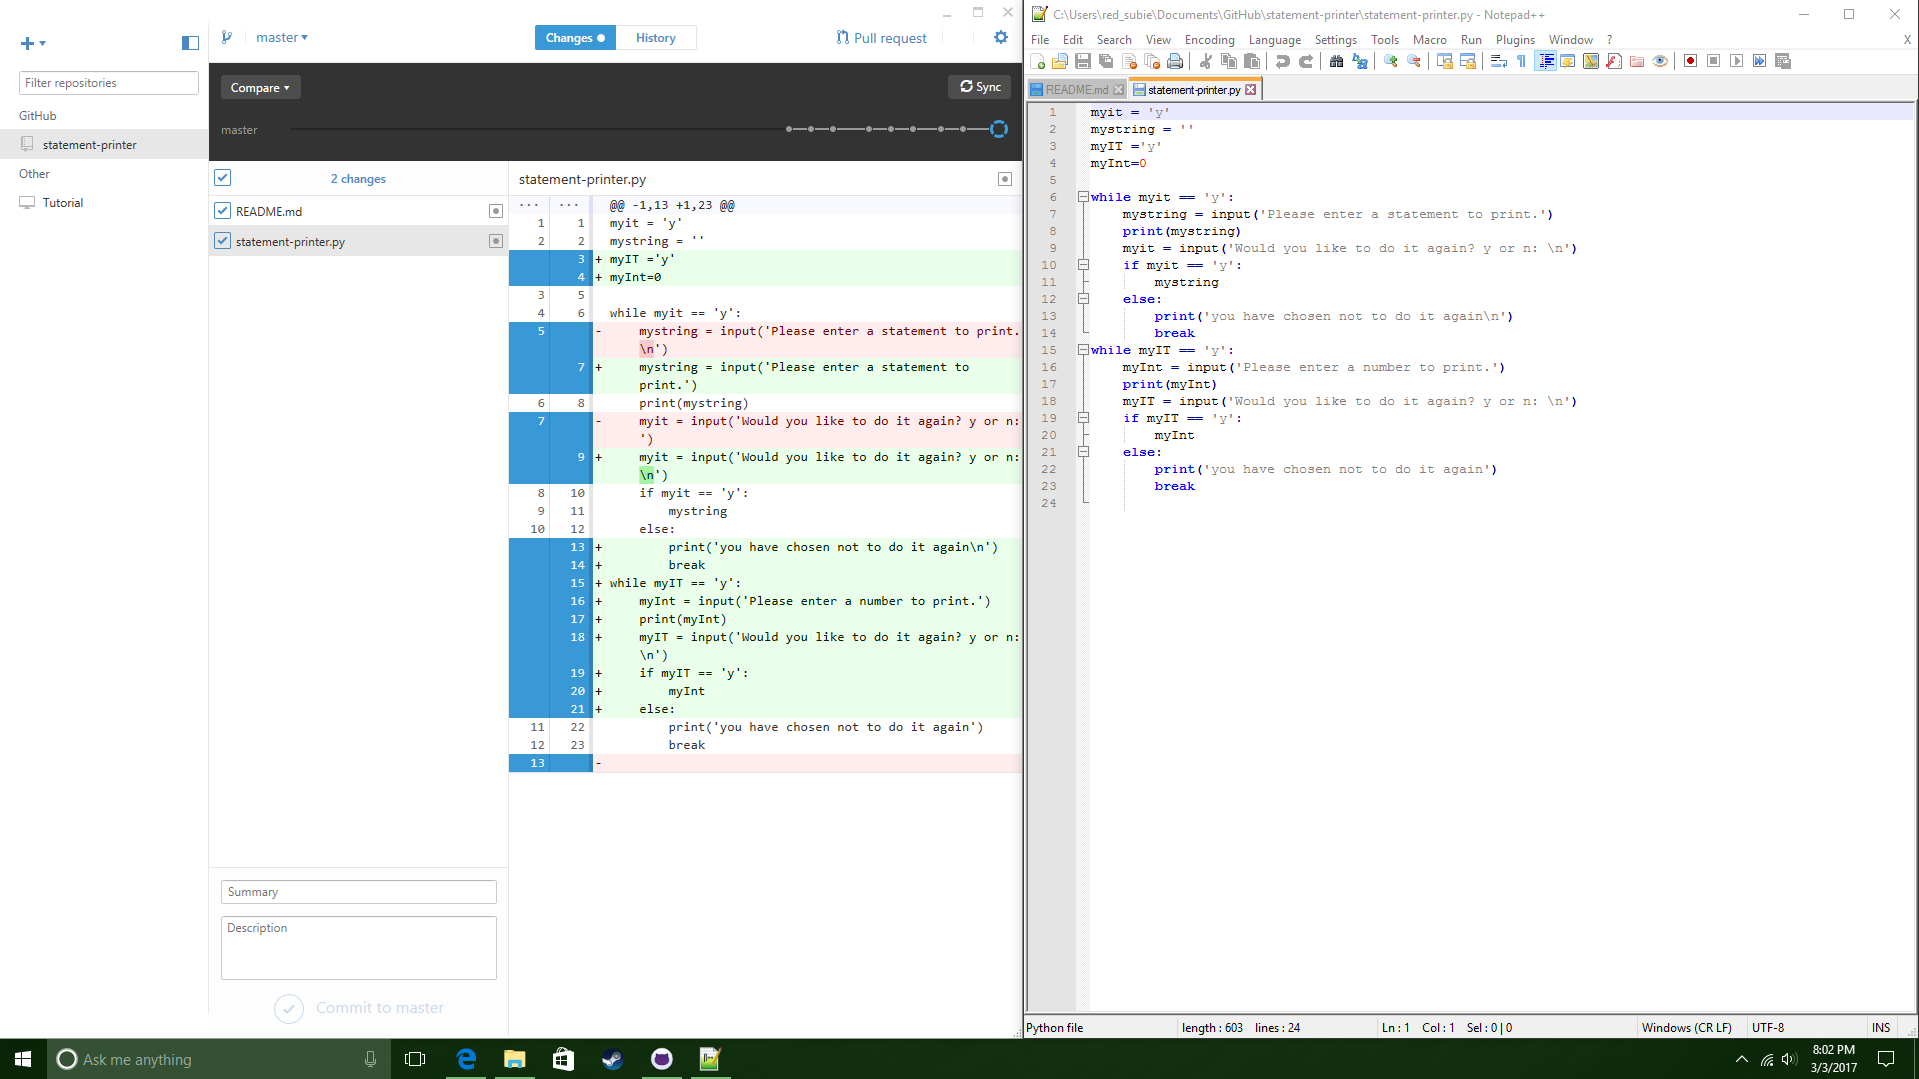 master
Changes
History
Pull request
Filter repositories
GitHub
statement-printer
Other
Tutorial
Compare
Sync
master
2 changes
README.md
statement-printer.py
statement-printer.py
... ... @@ -1,13 +1,23 @@
1 1 myit = 'y'
2 2 mystring = ''
3 + myIT ='y'
4 + myInt=0
3 5
4 6 while myit == 'y':
5 - mystring = input('Please enter a statement to print.
\n')
7 + mystring = input('Please enter a statement to
print.')
6 8 print(mystring)
7 - myit = input('Would you like to do it again? y or n:
')
9 + myit = input('Would you like to do it again? y or n:
\n')
8 10 if myit == 'y':
9 11 mystring
10 12 else:
13 + print('you have chosen not to do it again\n')
14 + break
15 + while myIT == 'y':
16 + myInt = input('Please enter a number to print.')
17 + print(myInt)
18 + myIT = input('Would you like to do it again? y or n:
\n')
19 + if myIT == 'y':
20 + myInt
21 + else:
11 22 print('you have chosen not to do it again')
12 23 break
13 -
Summary
Description
Commit to master
C:\Users\red_subie\Documents\GitHub\statement-printer\statement-printer.py - Notepad++
File Edit Search View Encoding Language Settings Tools Macro Run Plugins Window ? X
README.md statement-printer.py
1 myit = 'y'
2 mystring = ''
3 myIT ='y'
4 myInt=0
5
6 while myit == 'y':
7 mystring = input('Please enter a statement to print.')
8 print(mystring)
9 myit = input('Would you like to do it again? y or n: \n')
10 if myit == 'y':
11 mystring
12 else:
13 print('you have chosen not to do it again\n')
14 break
15 while myIT == 'y':
16 myInt = input('Please enter a number to print.')
17 print(myInt)
18 myIT = input('Would you like to do it again? y or n: \n')
19 if myIT == 'y':
20 myInt
21 else:
22 print('you have chosen not to do it again')
23 break
24
Python file length : 603 lines : 24 Ln : 1 Col : 1 Sel : 0 | 0 Windows (CR LF) UTF-8 INS
Ask me anything
8:02 PM
3/3/2017